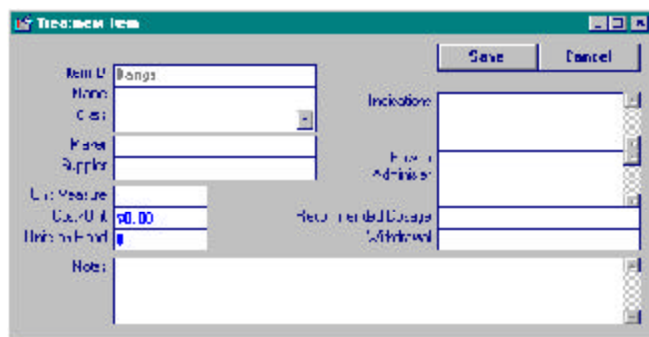 Treatment Item
Save Cancel
Item ID Bangs
Name
Class
Indications
Maker
Supplier
How to
Administer
Unit Measure
Cost/Unit $0.00
Units on Hand 0
Recommended Dosage
Withdrawal
Notes